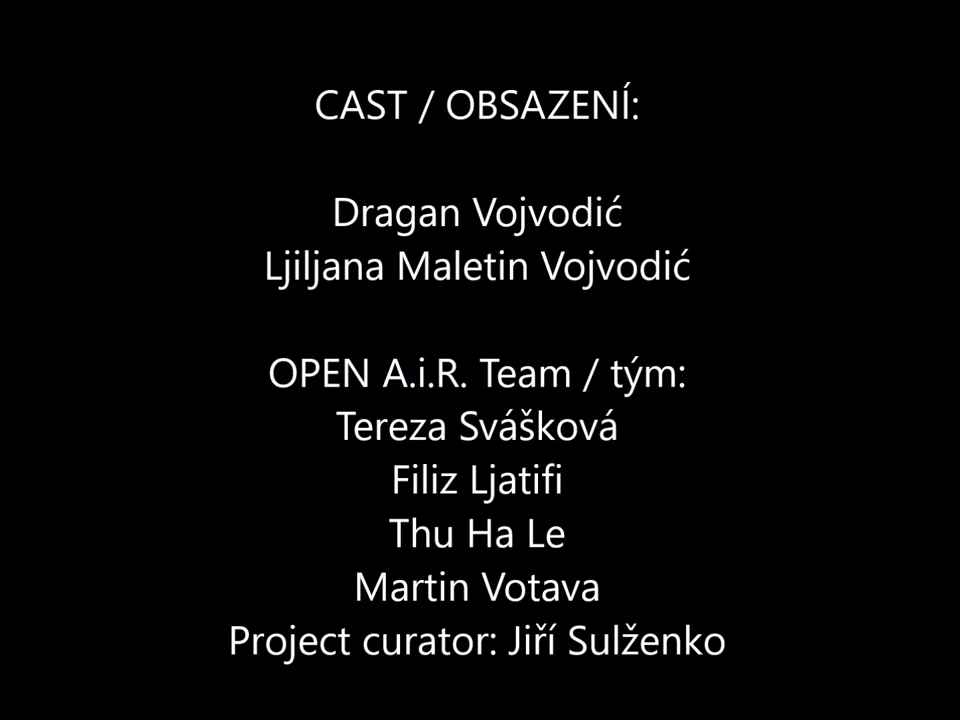 CAST / OBSAZENÍ:
Dragan Vojvodić
Ljiljana Maletin Vojvodić
OPEN A.i.R. Team / tým:
Tereza Svášková
Filiz Ljatifi
Thu Ha Le
Martin Votava
Project curator: Jiří Sulženko